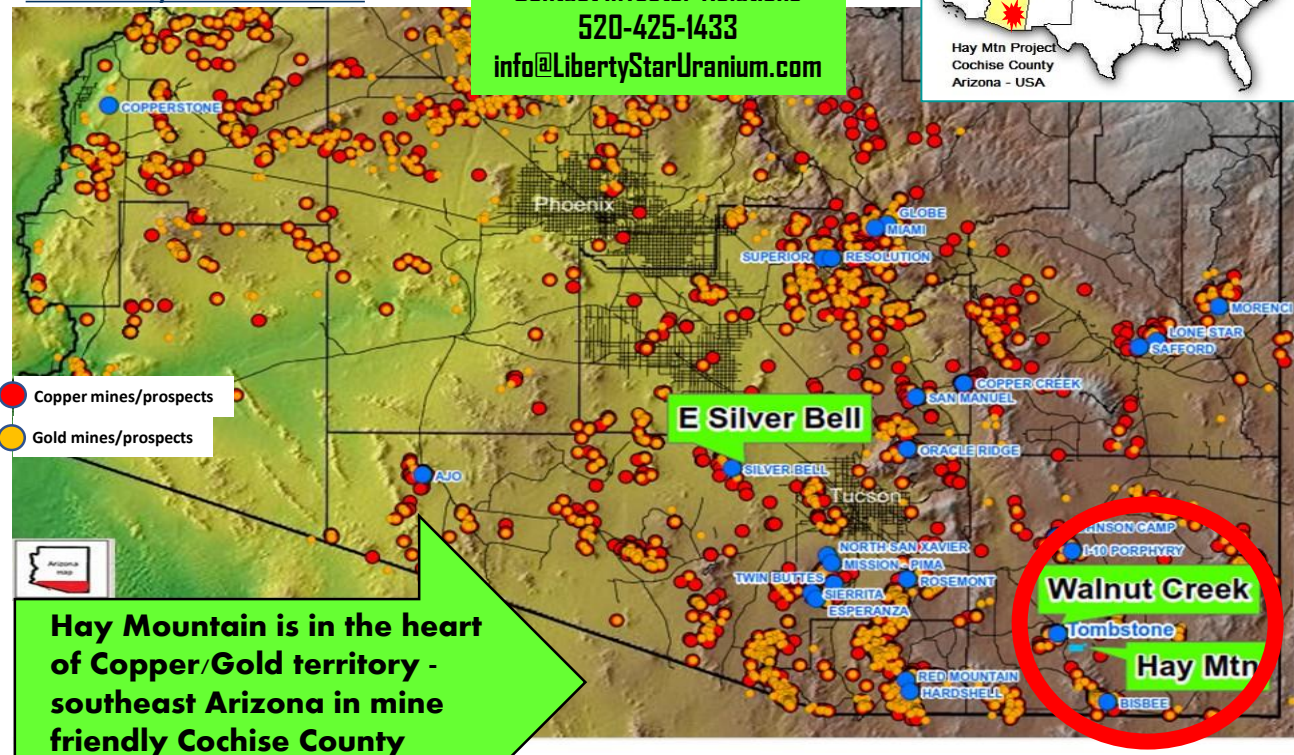 520-425-1433
info@LibertyStarUranium.com
Hay Mtn Project
Cochise County
Arizona - USA
COPPERSTONE
Phoenix
GLOBE
MIAMI
SUPERIOR
RESOLUTION
MORENCI
LONE STAR
SAFFORD
Copper mines/prospects
COPPER CREEK
SAN MANUEL
E Silver Bell
Gold mines/prospects
ORACLE RIDGE
SILVER BELL
AJO
Tucson
HNSON CAMP
I-10 PORPHYRY
NORTH SAN XAVIER
MISSION - PIMA
TWIN BUTTES
ROSEMONT
SIERRITA
ESPERANZA
Arizona
map
Walnut Creek
Tombstone
Hay Mtn
RED MOUNTAIN
HARDSHELL
BISBEE
Hay Mountain is in the heart
of Copper/Gold territory -
southeast Arizona in mine
friendly Cochise County